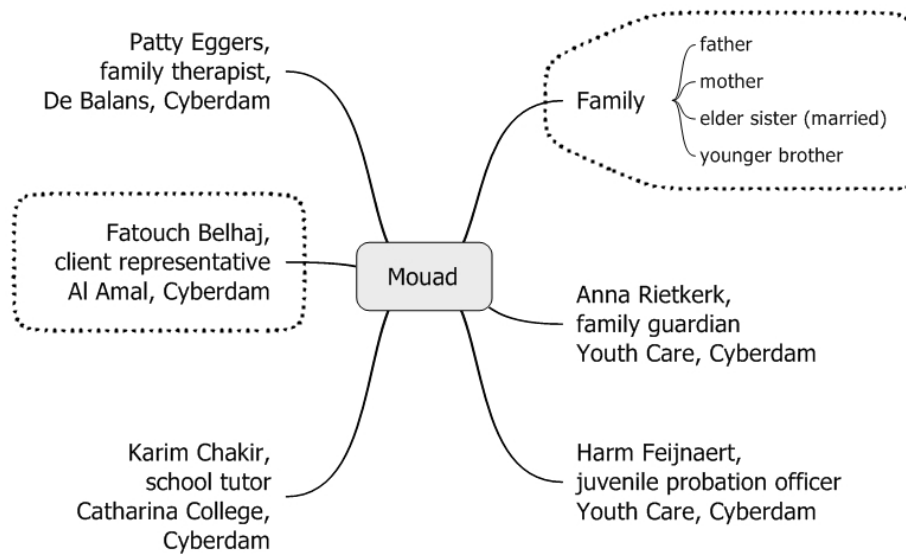 Patty Eggers,
family therapist,
De Balans, Cyberdam
Family
father
mother
elder sister (married)
younger brother
Fatouch Belhaj,
client representative
Al Amal, Cyberdam
Mouad
Anna Rietkerk,
family guardian
Youth Care, Cyberdam
Karim Chakir,
school tutor
Catharina College,
Cyberdam
Harm Feijnaert,
juvenile probation officer
Youth Care, Cyberdam